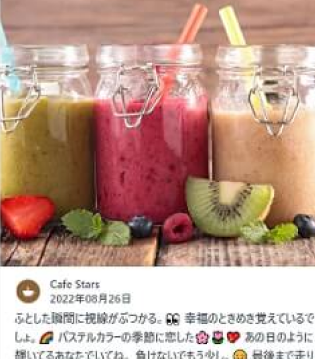 Cafe Stars
2022年08月26日
ふとした瞬間に視線がぶつかる。👀 幸福のときめき覚えているで
しょ。🌈 パステルカラーの季節に恋した🌸🌷❤️ あの日のように
輝いてるあなたでいてね。負けないでもう少し。😊 最後まで走り